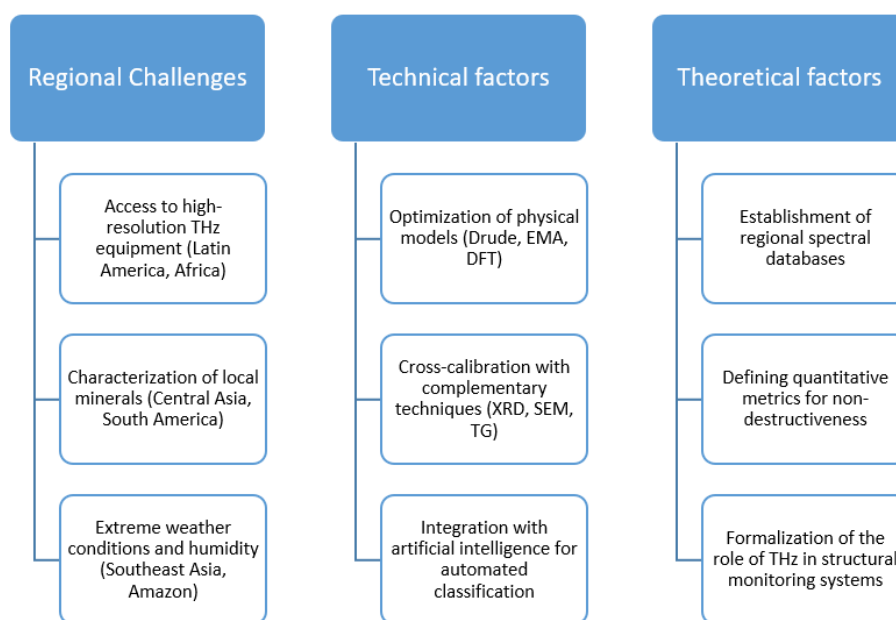 Regional Challenges
Access to high-
resolution THz
equipment (Latin
America, Africa)
Characterization of local
minerals (Central Asia,
South America)
Extreme weather
conditions and humidity
(Southeast Asia,
Amazon)
Technical factors
Optimization of physical
models (Drude, EMA,
DFT)
Cross-calibration with
complementary
techniques (XRD, SEM,
TG)
Integration with
artificial intelligence for
automated
classification
Theoretical factors
Establishment of
regional spectral
databases
Defining quantitative
metrics for non-
destructiveness
Formalization of the
role of THz in structural
monitoring systems